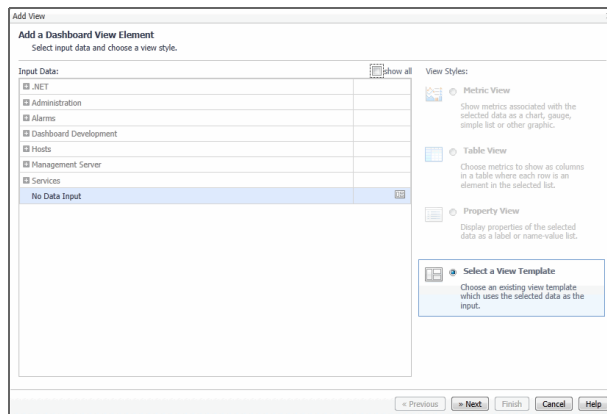 Add View
Add a Dashboard View Element
Select input data and choose a view style.
Input Data:
show all
.NET
Administration
Alarms
Dashboard Development
Hosts
Management Server
Services
No Data Input
View Styles:
Metric View
Show metrics associated with the
selected data as a chart, gauge,
simple list or other graphic.
Table View
Choose metrics to show as columns
in a table where each row is an
element in the selected list.
Property View
Display properties of the selected
data as a label or name-value list.
Select a View Template
Choose an existing view template
which uses the selected data as the
input.
« Previous
» Next
Finish
Cancel
Help